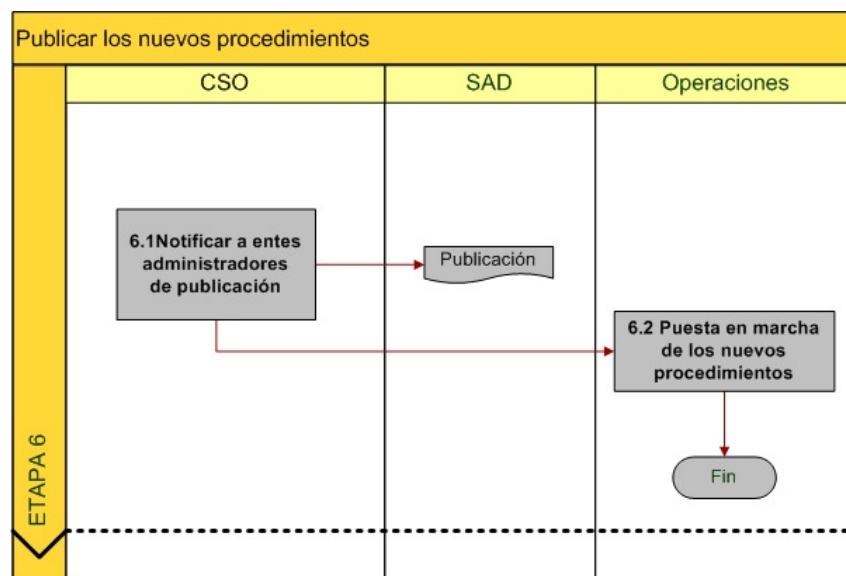 Publicar los nuevos procedimientos
CSO
SAD
Operaciones
6.1Notificar a entes
administradores
de publicación
Publicación
6.2 Puesta en marcha
de los nuevos
procedimientos
Fin
ETAPA 6